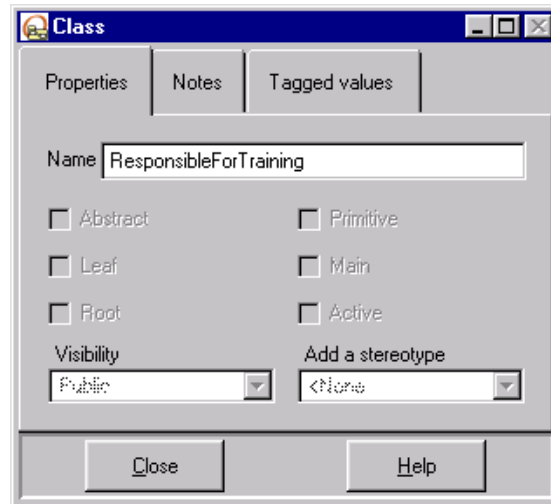 Class
Properties Notes Tagged values
Name ResponsibleForTraining
Abstract Primitive
Leaf Main
Root Active
Visibility Add a stereotype
Public <None
Close Help